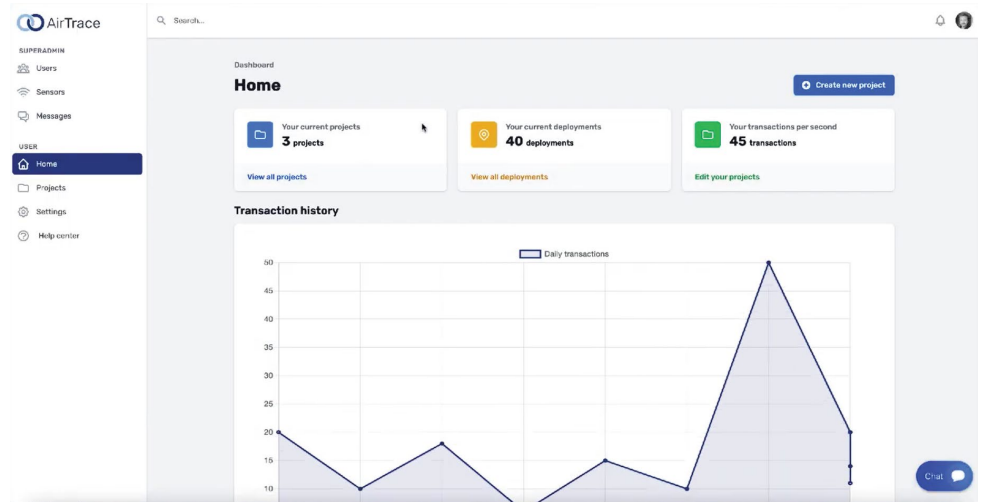 AirTrace
Search...
SUPERADMIN
Users
Sensors
Messages
USER
Home
Projects
Settings
Help center
Dashboard
Home
Create new project
Your current projects
3 projects
View all projects
Your current deployments
40 deployments
View all deployments
Your transactions per second
45 transactions
Edit your projects
Transaction history
Daily transactions
50
45
40
35
30
25
20
15
10
Chat